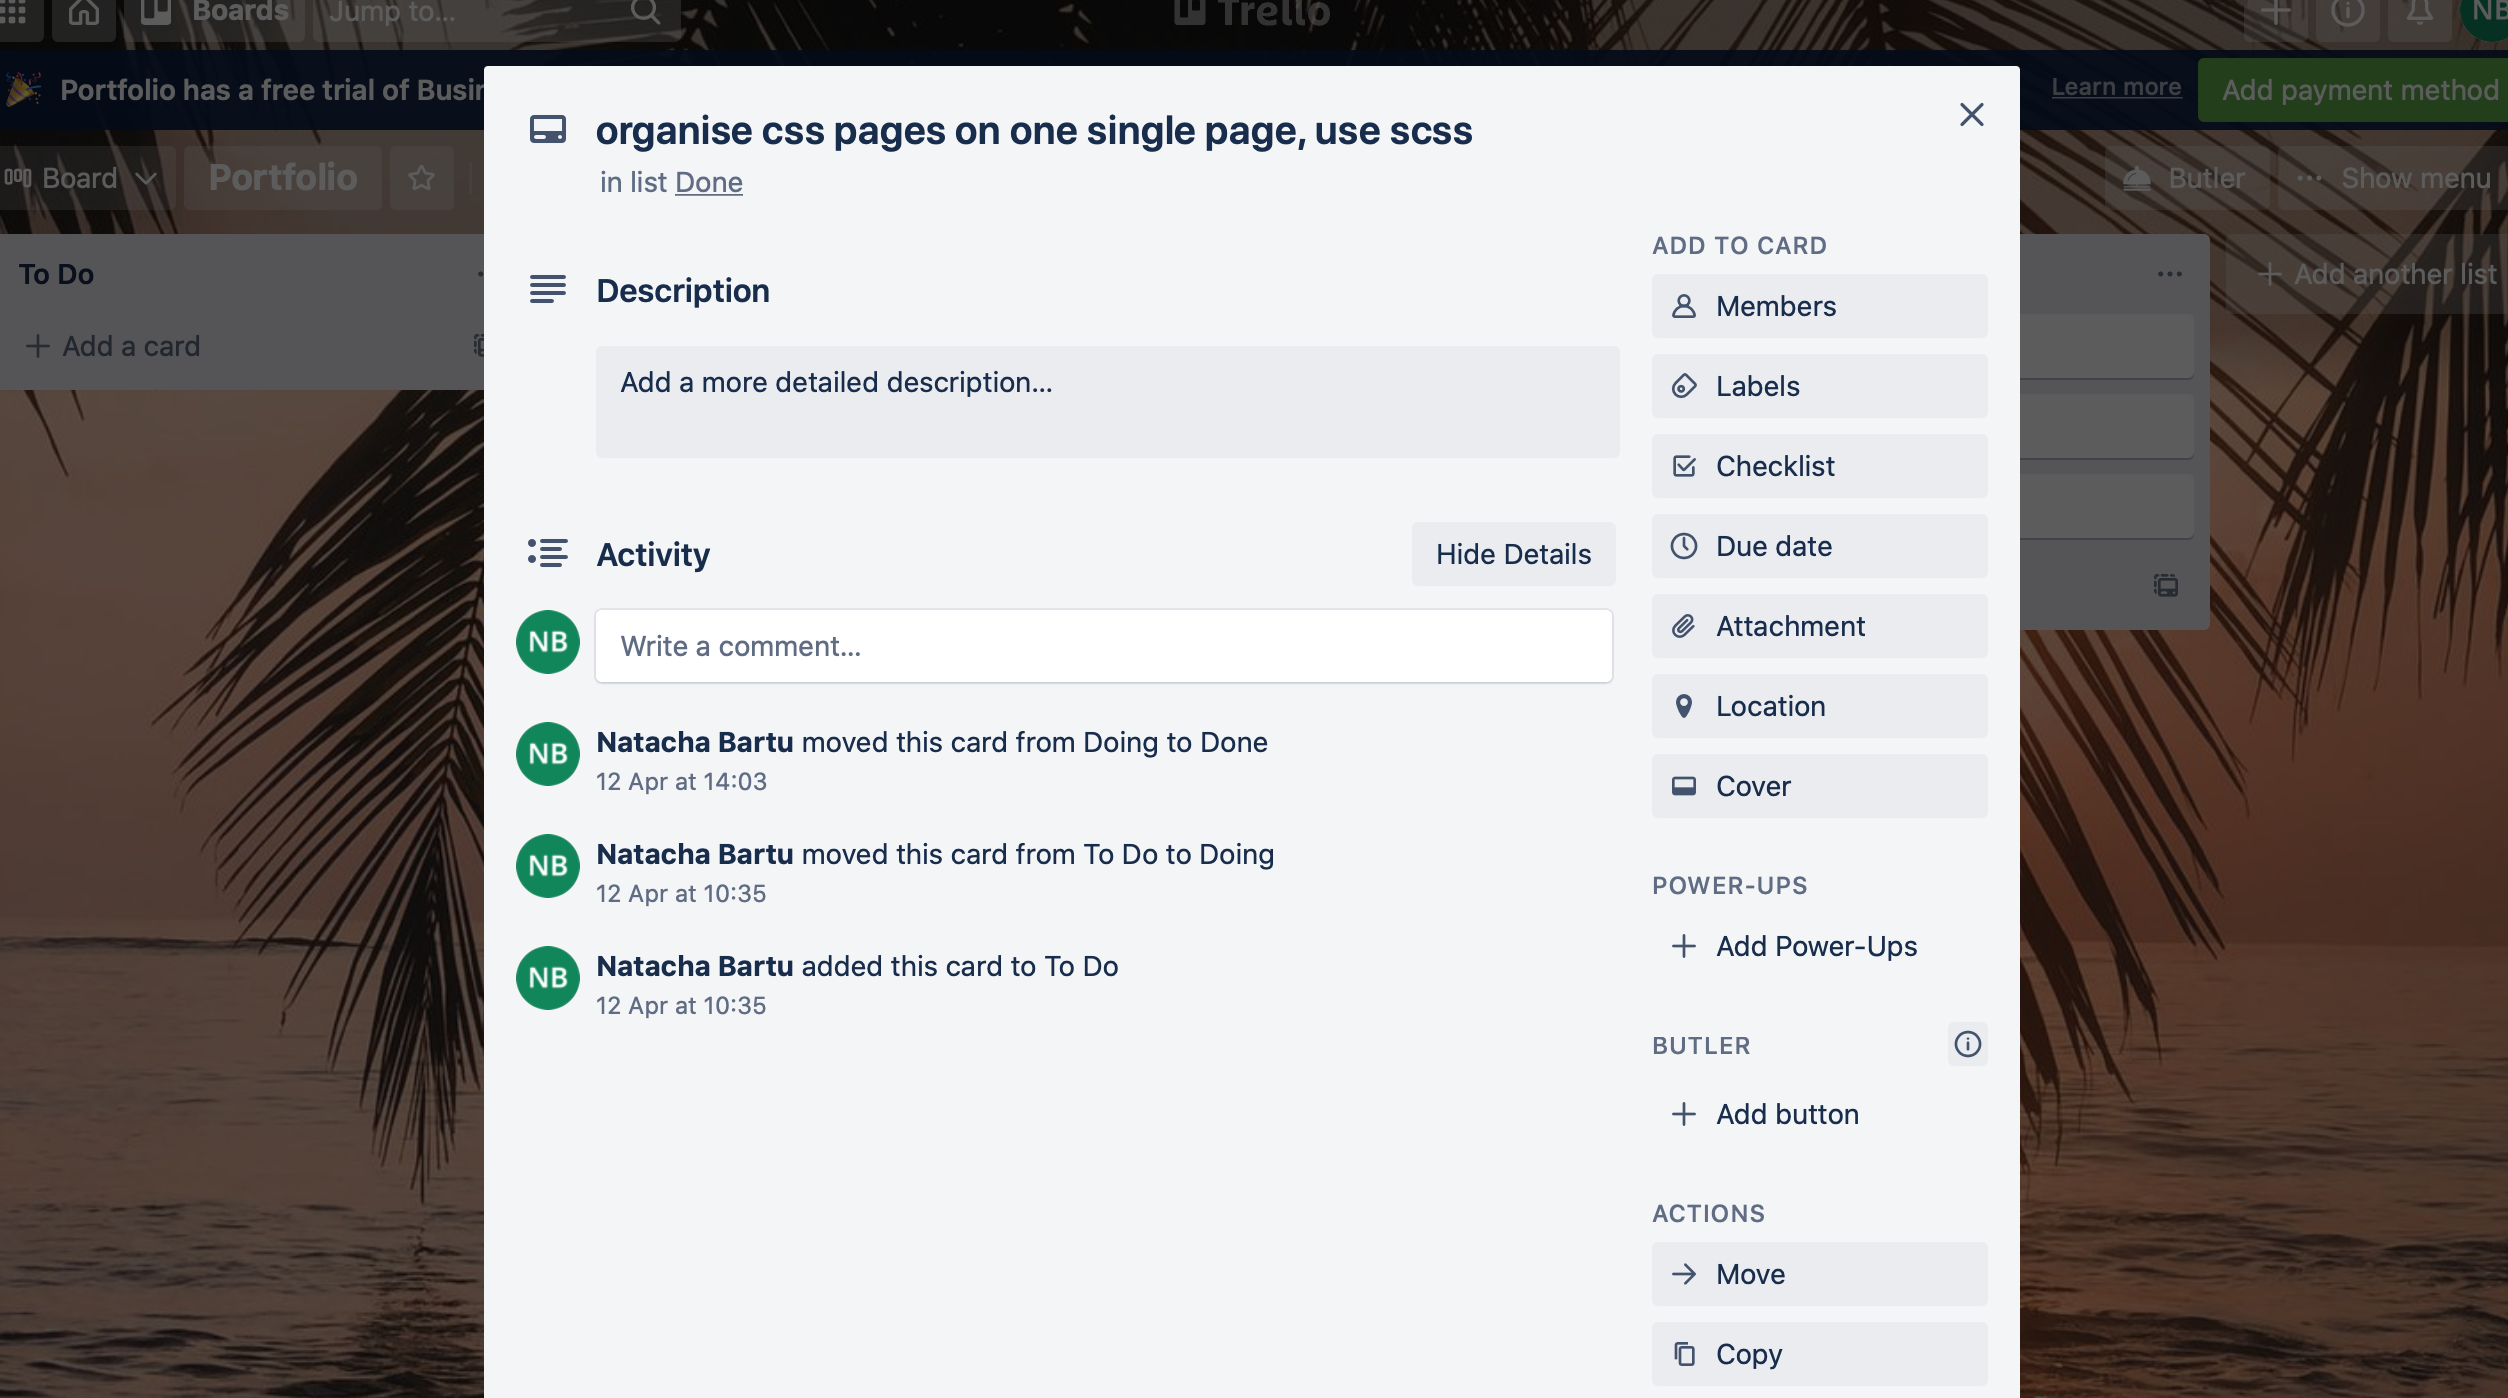 Boards
Jump to...
Trello
NB
Portfolio has a free trial of Busi
Learn more
Add payment method
Board
Portfolio
Butler
... Show menu
To Do
+ Add a card
...
+ Add another list
organise css pages on one single page, use scss
in list Done
Description
Add a more detailed description...
Activity
Hide Details
NB
Write a comment...
NB
Natacha Bartu moved this card from Doing to Done
12 Apr at 14:03
NB
Natacha Bartu moved this card from To Do to Doing
12 Apr at 10:35
NB
Natacha Bartu added this card to To Do
12 Apr at 10:35
ADD TO CARD
Members
Labels
Checklist
Due date
Attachment
Location
Cover
POWER-UPS
+ Add Power-Ups
BUTLER
+ Add button
ACTIONS
Move
Copy